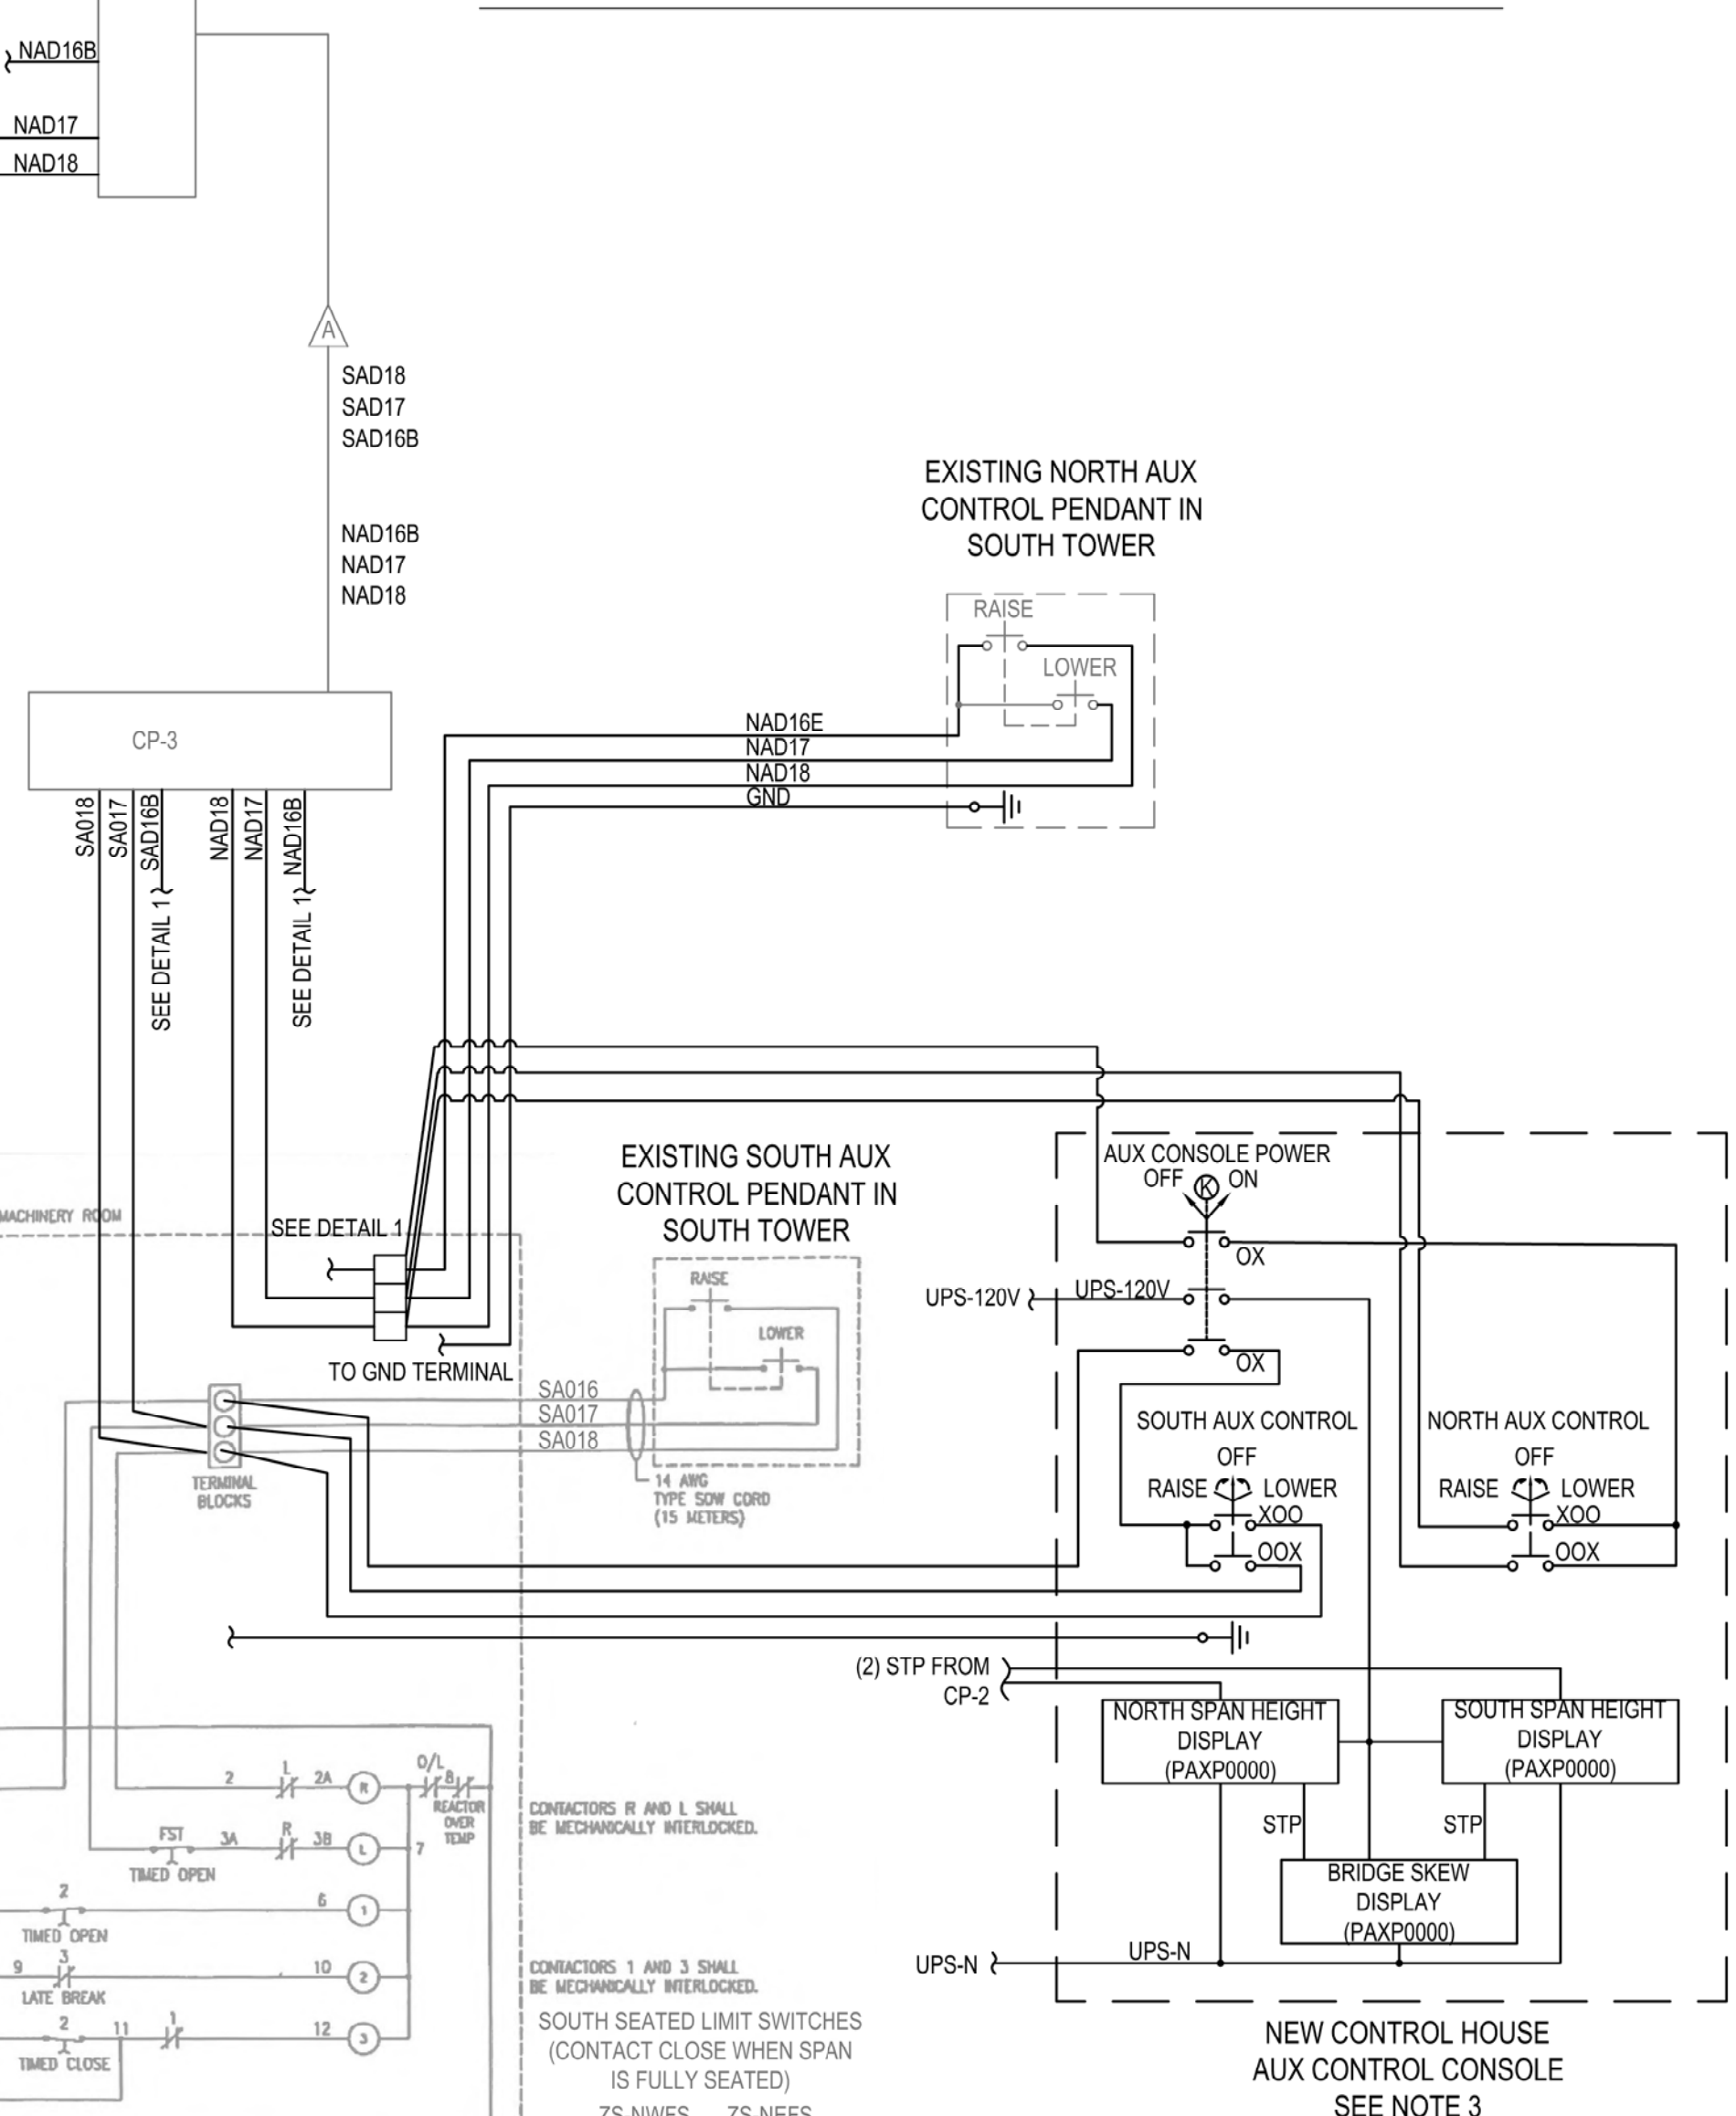 NAD16B
NAD17
NAD18
A
SAD18
SAD17
SAD16B
NAD16B
NAD17
NAD18
EXISTING NORTH AUX
CONTROL PENDANT IN
SOUTH TOWER
RAISE
LOWER
NAD16E
NAD17
NAD18
GND
CP-3
SA018
SA017
SAD16B
NAD18
NAD17
NAD16B
SEE DETAIL 1
SEE DETAIL 1
MACHINERY ROOM
SEE DETAIL 1
TO GND TERMINAL
EXISTING SOUTH AUX
CONTROL PENDANT IN
SOUTH TOWER
RAISE
LOWER
SA016
SA017
SA018
14 AWG
TYPE SOW CORD
(15 METERS)
TERMINAL
BLOCKS
AUX CONSOLE POWER
OFF K ON
OX
UPS-120V UPS-120V
OX
SOUTH AUX CONTROL
OFF
RAISE LOWER
XOO
OOX
NORTH AUX CONTROL
OFF
RAISE LOWER
XOO
OOX
(2) STP FROM
CP-2
NORTH SPAN HEIGHT
DISPLAY
(PAXP0000)
SOUTH SPAN HEIGHT
DISPLAY
(PAXP0000)
STP
STP
BRIDGE SKEW
DISPLAY
(PAXP0000)
UPS-N UPS-N
NEW CONTROL HOUSE
AUX CONTROL CONSOLE
SEE NOTE 3
2 L 2A R O/L 8
REACTOR
OVER
TEMP
FST 3A R 3B L 7
TIMED OPEN
2 6 1
TIMED OPEN
9 3 10 2
LATE BREAK
2 11 1 12 3
TIMED CLOSE
CONTACTORS R AND L SHALL
BE MECHANICALLY INTERLOCKED.
CONTACTORS 1 AND 3 SHALL
BE MECHANICALLY INTERLOCKED.
SOUTH SEATED LIMIT SWITCHES
(CONTACT CLOSE WHEN SPAN
IS FULLY SEATED)
ZS-NWFS ZS-NEFS